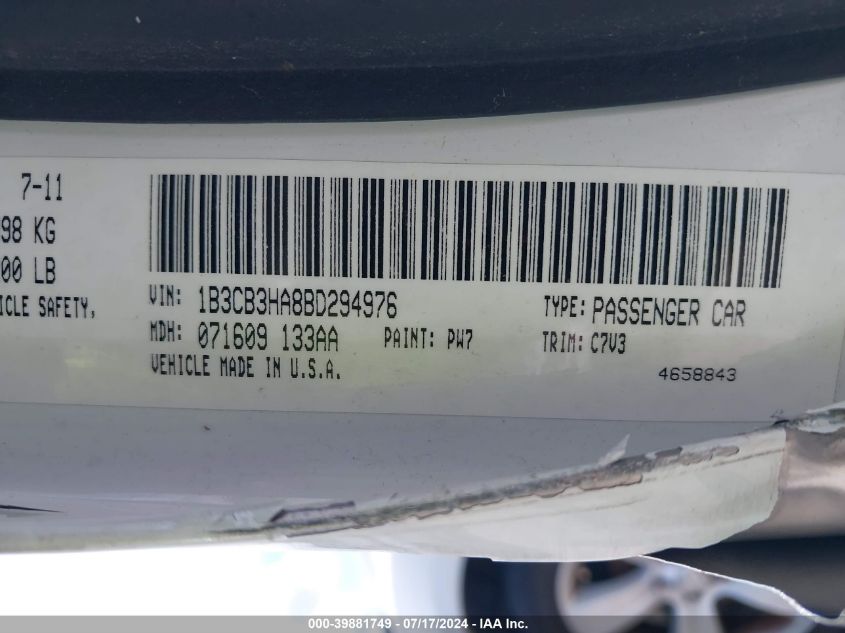 7-11
98 KG
00 LB
ICLE SAFETY,
VIN: 1B3CB3HA8BD294976 TYPE: PASSENGER CAR
MDH: 071609 133AA PAINT: PW7 TRIM: C7V3
VEHICLE MADE IN U.S.A. 4658843
000-39881749 - 07/17/2024 - IAA Inc.